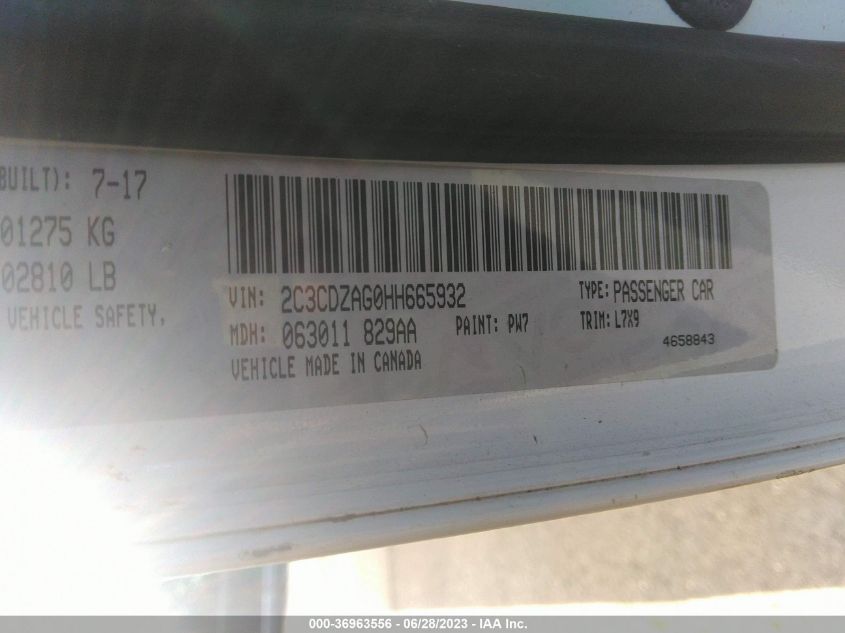 BUILT): 7-17
01275 KG
02810 LB
VEHICLE SAFETY,
VIN: 2C3CDZAG0HH665932 TYPE: PASSENGER CAR
MDH: 063011 829AA PAINT: PW7 TRIM: L7X9
VEHICLE MADE IN CANADA 4658843
000-36963556 / 06/28/2023 / © IAA Inc.